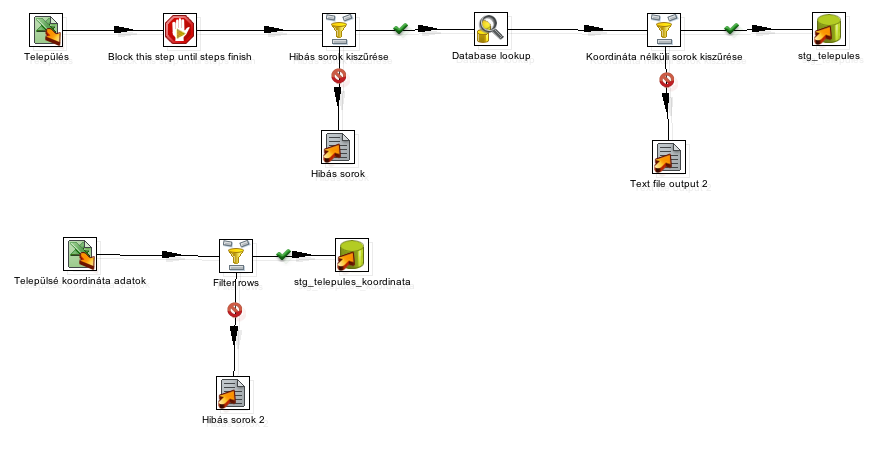 Település
Block this step until steps finish
Hibás sorok kiszűrése
Database lookup
Koordináta nélküli sorok kiszűrése
stg_telepules
Hibás sorok
Text file output 2
Településé koordináta adatok
Filter rows
stg_telepules_koordinata
Hibás sorok 2